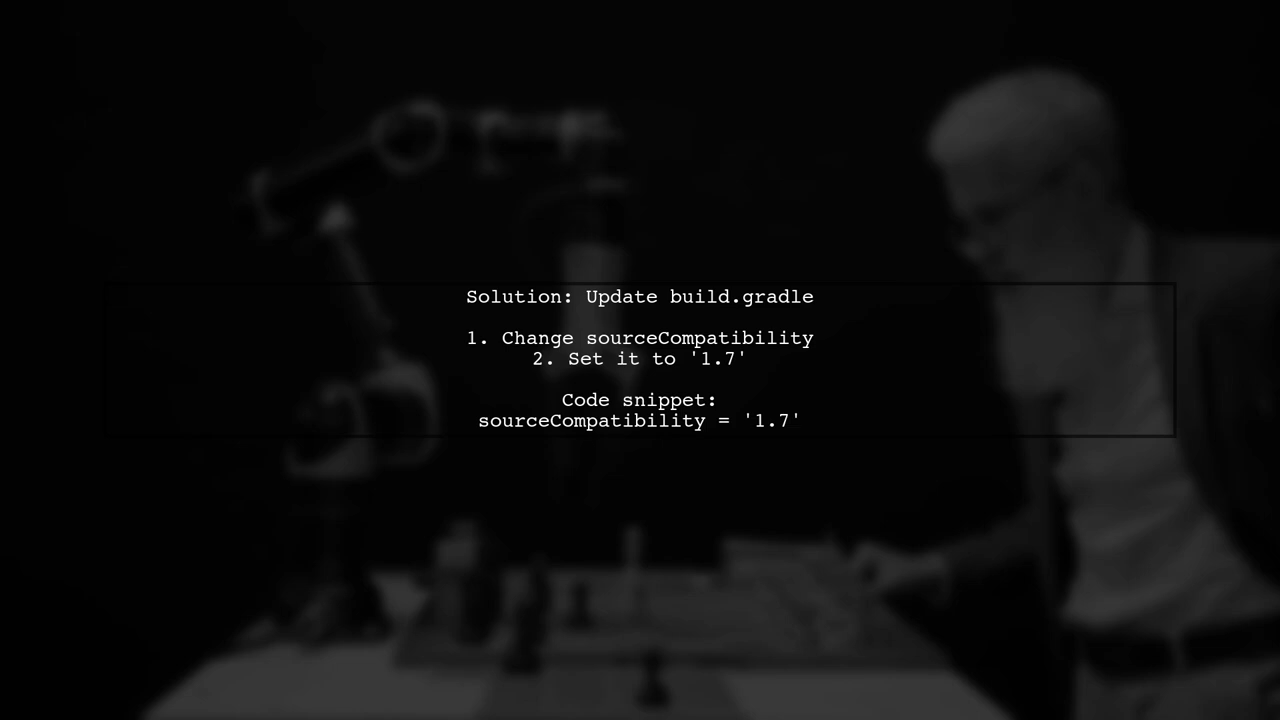 Solution: Update build.gradle
1. Change sourceCompatibility
2. Set it to '1.7'
Code snippet:
sourceCompatibility = '1.7'